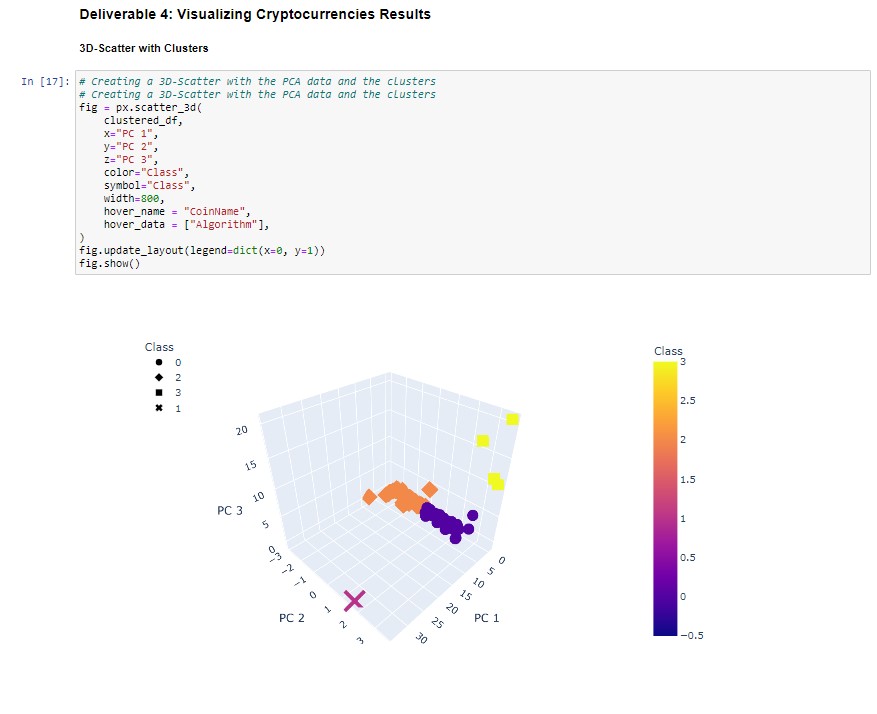 Deliverable 4: Visualizing Cryptocurrencies Results
3D-Scatter with Clusters
In [17]: # Creating a 3D-Scatter with the PCA data and the clusters
# Creating a 3D-Scatter with the PCA data and the clusters
fig = px.scatter_3d(
    clustered_df,
    x="PC 1",
    y="PC 2",
    z="PC 3",
    color="Class",
    symbol="Class",
    width=800,
    hover_name = "CoinName",
    hover_data = ["Algorithm"],
)
fig.update_layout(legend=dict(x=0, y=1))
fig.show()
Class
0
2
3
1
20
15
10
5
0
PC 3
−3
−2
−1
0
1
2
3
PC 2
0
5
10
15
20
25
30
PC 1
Class
3
2.5
2
1.5
1
0.5
0
−0.5